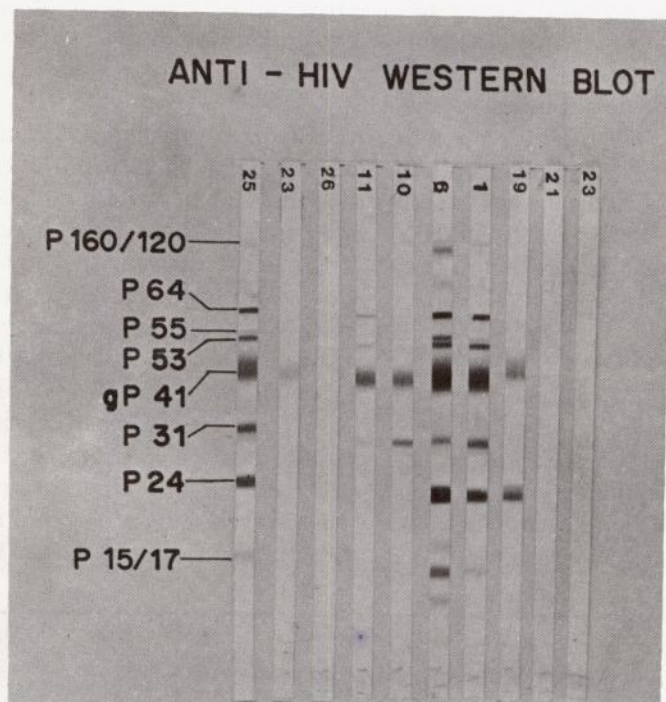 ANTI - HIV WESTERN BLOT
25 23 26 11 10 6 1 19 21 23
P 160/120
P 64
P 55
P 53
gP 41
P 31
P 24
P 15/17